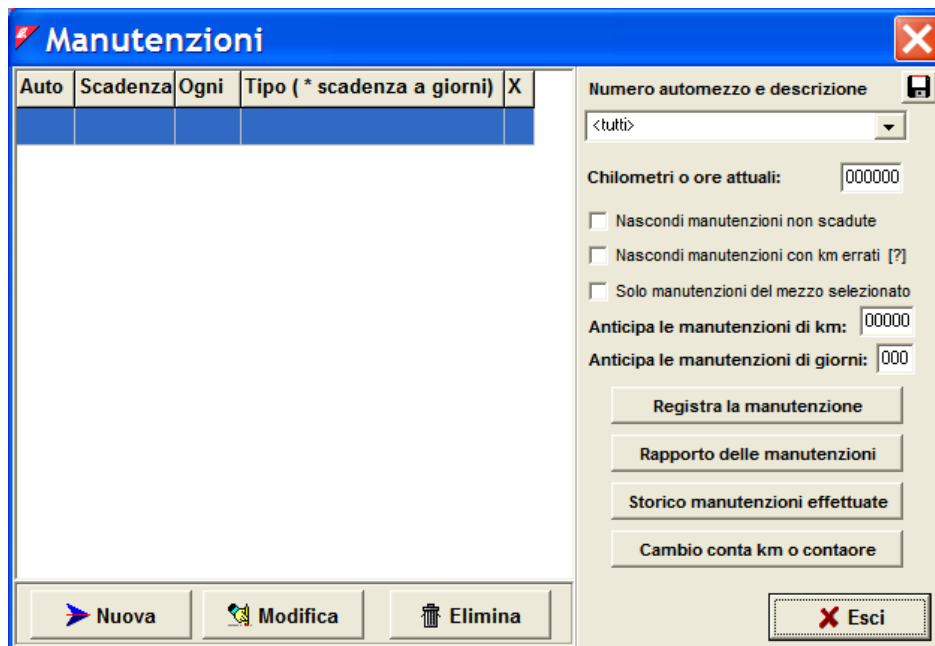 Manutenzioni
Auto Scadenza Ogni Tipo ( * scadenza a giorni) X
Numero automezzo e descrizione
<tutti>
Chilometri o ore attuali: 000000
Nascondi manutenzioni non scadute
Nascondi manutenzioni con km errati [?]
Solo manutenzioni del mezzo selezionato
Anticipa le manutenzioni di km: 00000
Anticipa le manutenzioni di giorni: 000
Registra la manutenzione
Rapporto delle manutenzioni
Storico manutenzioni effettuate
Cambio conta km o contaore
Nuova Modifica Elimina
Esci